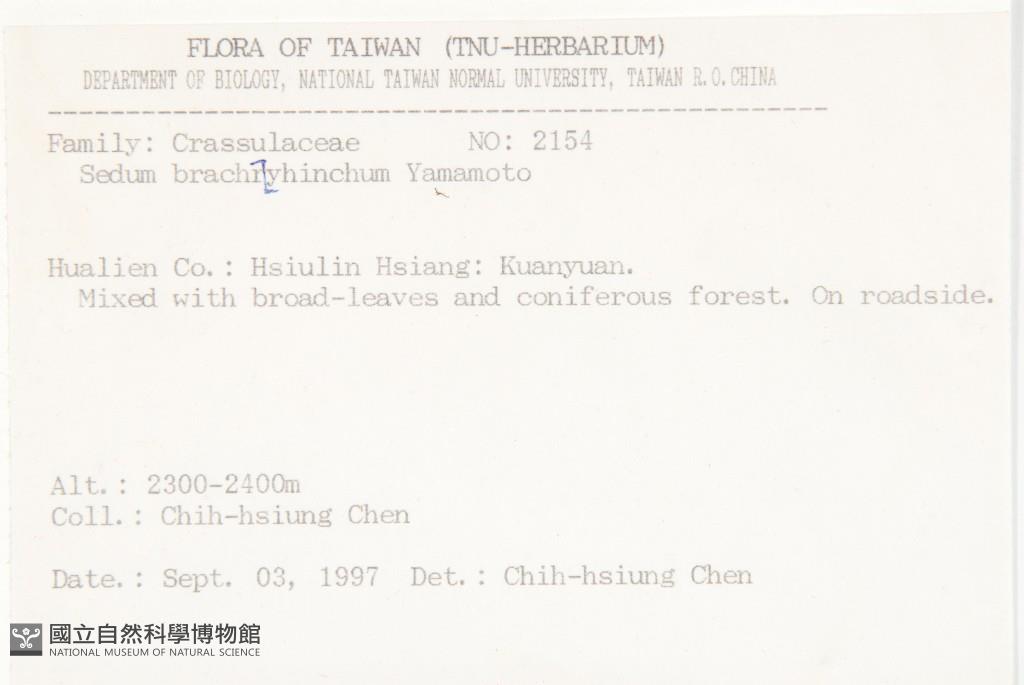 FLORA OF TAIWAN (TNU-HERBARIUM)
DEPARTMENT OF BIOLOGY, NATIONAL TAIWAN NORMAL UNIVERSITY, TAIWAN R.O.CHINA
--------------------------------------------------
Family: Crassulaceae NO: 2154
Sedum brachryhinchum Yamamoto
Hualien Co.: Hsiulin Hsiang: Kuanyuan.
Mixed with broad-leaves and coniferous forest. On roadside.
Alt.: 2300-2400m
Coll.: Chih-hsiung Chen
Date.: Sept. 03, 1997 Det.: Chih-hsiung Chen
國立自然科學博物館
NATIONAL MUSEUM OF NATURAL SCIENCE